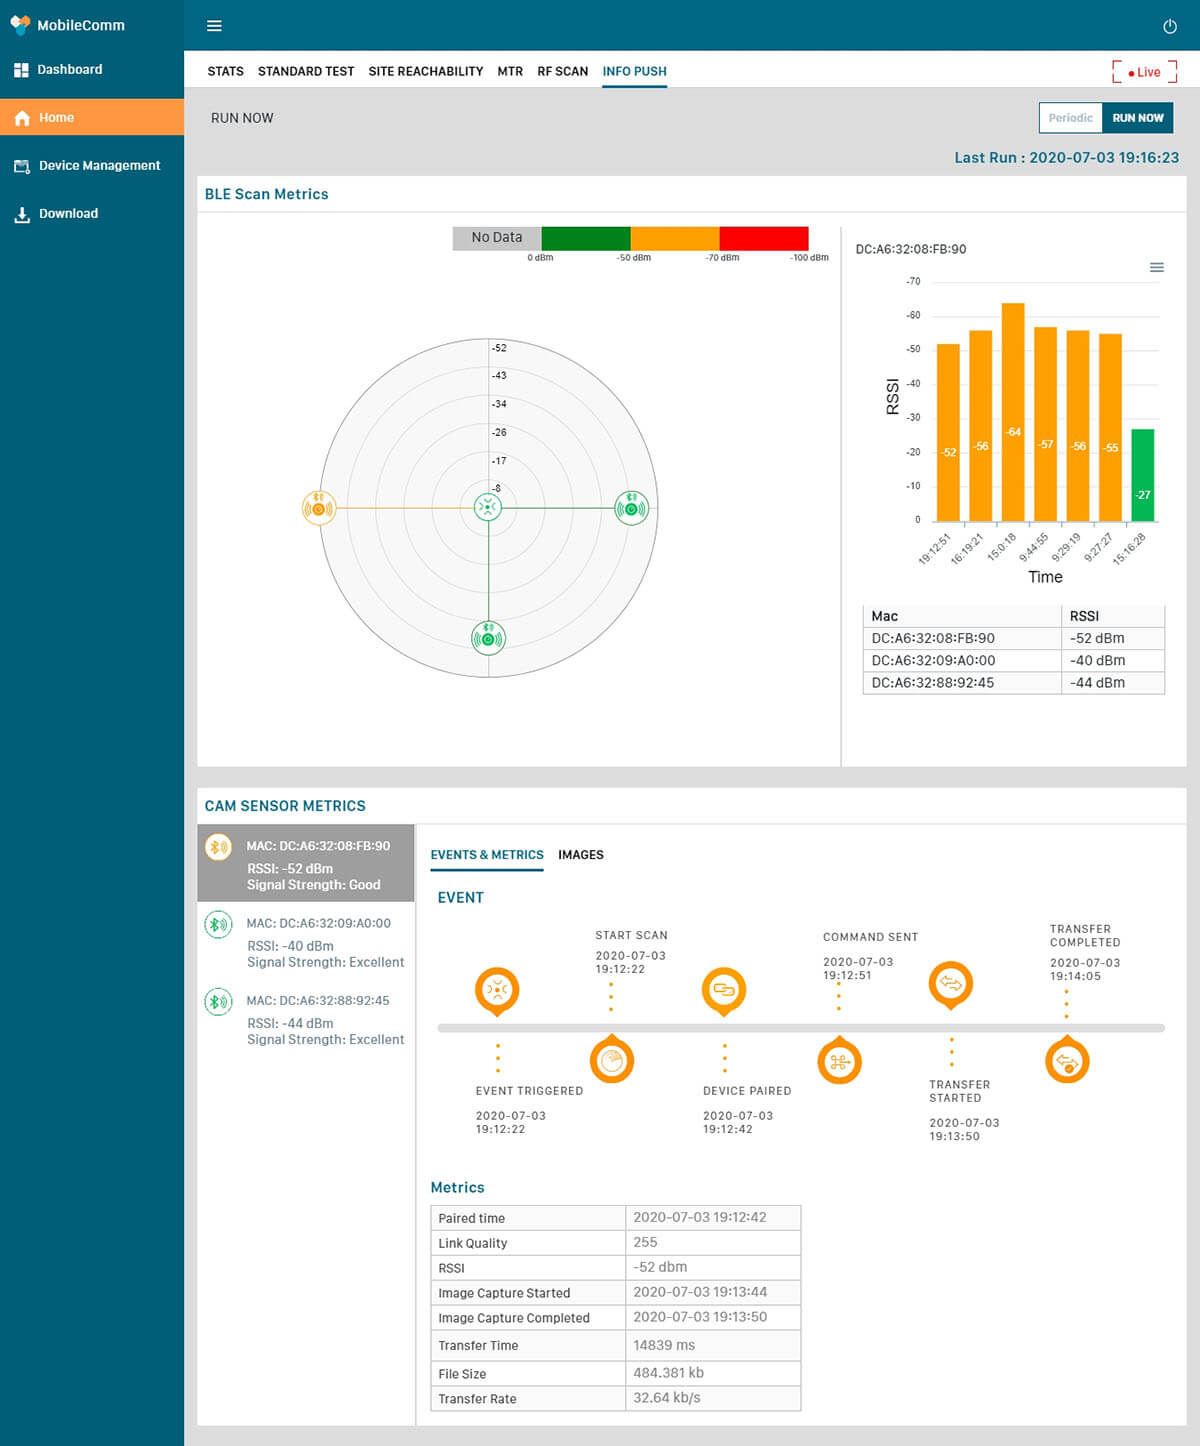 MobileComm
Dashboard
Home
Device Management
Download
STATS STANDARD TEST SITE REACHABILITY MTR RF SCAN INFO PUSH
Live
RUN NOW
Periodic RUN NOW
Last Run : 2020-07-03 19:16:23
BLE Scan Metrics
No Data
0 dBm -50 dBm -70 dBm -100 dBm
-52
-43
-34
-26
-17
-8
DC:A6:32:08:FB:90
-70
-60
-50
-40
-30
-20
-10
0
RSSI
-52 -56 -64 -57 -56 -55 -27
19:12:51 16:19:21 15:0:18 9:44:55 9:29:19 9:27:27 15:16:28
Time
Mac RSSI
DC:A6:32:08:FB:90 -52 dBm
DC:A6:32:09:A0:00 -40 dBm
DC:A6:32:88:92:45 -44 dBm
CAM SENSOR METRICS
MAC: DC:A6:32:08:FB:90
RSSI: -52 dBm
Signal Strength: Good
MAC: DC:A6:32:09:A0:00
RSSI: -40 dBm
Signal Strength: Excellent
MAC: DC:A6:32:88:92:45
RSSI: -44 dBm
Signal Strength: Excellent
EVENTS & METRICS IMAGES
EVENT
EVENT TRIGGERED
2020-07-03
19:12:22
START SCAN
2020-07-03
19:12:22
DEVICE PAIRED
2020-07-03
19:12:42
COMMAND SENT
2020-07-03
19:12:51
TRANSFER
STARTED
2020-07-03
19:13:50
TRANSFER
COMPLETED
2020-07-03
19:14:05
Metrics
Paired time 2020-07-03 19:12:42
Link Quality 255
RSSI -52 dbm
Image Capture Started 2020-07-03 19:13:44
Image Capture Completed 2020-07-03 19:13:50
Transfer Time 14839 ms
File Size 484.381 kb
Transfer Rate 32.64 kb/s